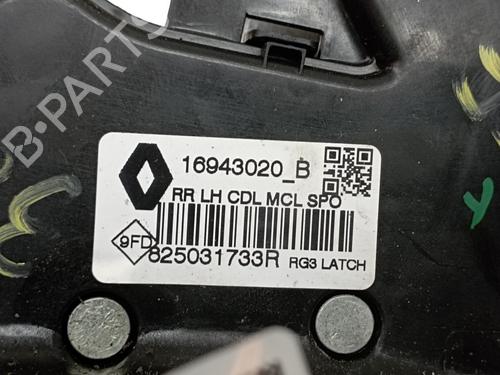 B-PARTS
16943020_B
RR LH CDL MCL SPO
9FD
825031733R RG3 LATCH